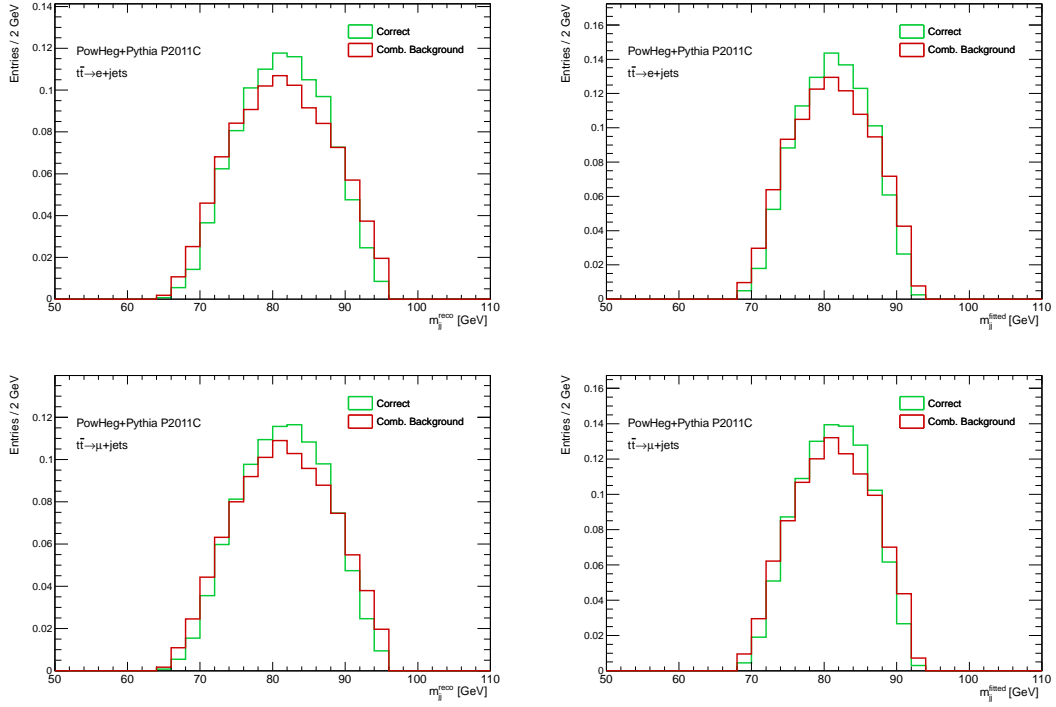 Entries / 2 GeV
0.14
0.12
0.1
0.08
0.06
0.04
0.02
0
PowHeg+Pythia P2011C
tt̄→e+jets
Correct
Comb. Background
50 60 70 80 90 100 110
m_jj^reco [GeV]
Entries / 2 GeV
0.16
0.14
0.12
0.1
0.08
0.06
0.04
0.02
0
PowHeg+Pythia P2011C
tt̄→e+jets
Correct
Comb. Background
50 60 70 80 90 100 110
m_jj^fitted [GeV]
Entries / 2 GeV
0.12
0.1
0.08
0.06
0.04
0.02
0
PowHeg+Pythia P2011C
tt̄→μ+jets
Correct
Comb. Background
50 60 70 80 90 100 110
m_jj^reco [GeV]
Entries / 2 GeV
0.16
0.14
0.12
0.1
0.08
0.06
0.04
0.02
0
PowHeg+Pythia P2011C
tt̄→μ+jets
Correct
Comb. Background
50 60 70 80 90 100 110
m_jj^fitted [GeV]